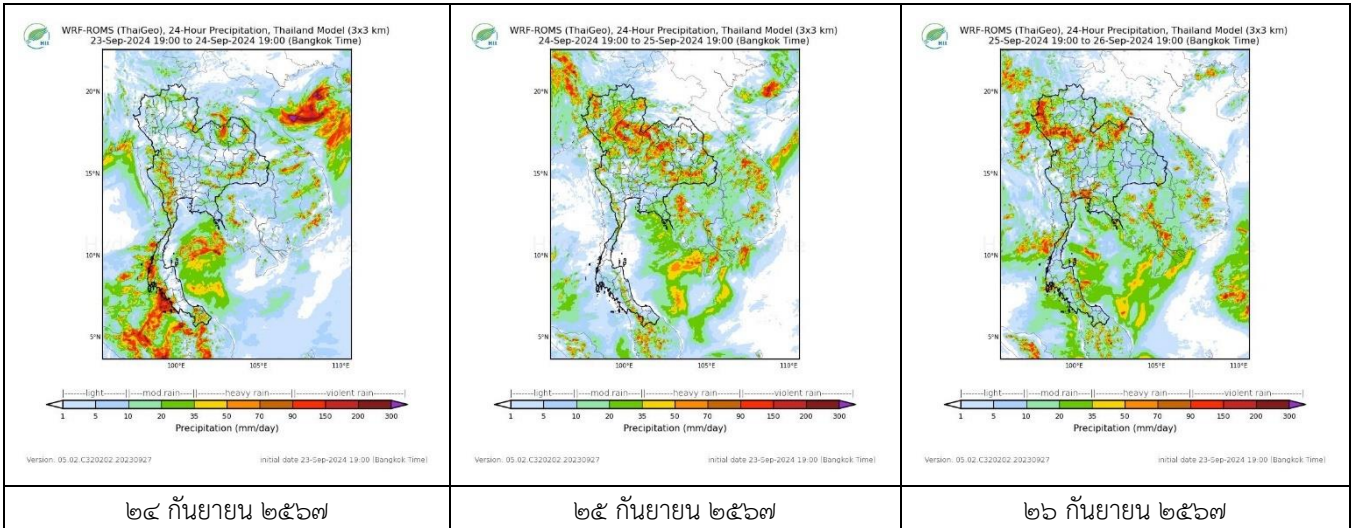 WRF-ROMS (ThaiGeo), 24-Hour Precipitation, Thailand Model (3x3 km)
23-Sep-2024 19:00 to 24-Sep-2024 19:00 (Bangkok Time)
20°N
15°N
10°N
5°N
100°E 105°E 110°E
light mod rain heavy rain violent rain
1 5 10 20 35 50 70 90 150 200 300
Precipitation (mm/day)
Version: 05.02.C320202.20230927 initial date 23-Sep-2024 19:00 (Bangkok Time)
๒๔ กันยายน ๒๕๖๗
WRF-ROMS (ThaiGeo), 24-Hour Precipitation, Thailand Model (3x3 km)
24-Sep-2024 19:00 to 25-Sep-2024 19:00 (Bangkok Time)
20°N
15°N
10°N
5°N
100°E 105°E 110°E
light mod rain heavy rain violent rain
1 5 10 20 35 50 70 90 150 200 300
Precipitation (mm/day)
Version: 05.02.C320202.20230927 initial date 23-Sep-2024 19:00 (Bangkok Time)
๒๕ กันยายน ๒๕๖๗
WRF-ROMS (ThaiGeo), 24-Hour Precipitation, Thailand Model (3x3 km)
25-Sep-2024 19:00 to 26-Sep-2024 19:00 (Bangkok Time)
20°N
15°N
10°N
5°N
100°E 105°E 110°E
light mod rain heavy rain violent rain
1 5 10 20 35 50 70 90 150 200 300
Precipitation (mm/day)
Version: 05.02.C320202.20230927 initial date 23-Sep-2024 19:00 (Bangkok Time)
๒๖ กันยายน ๒๕๖๗